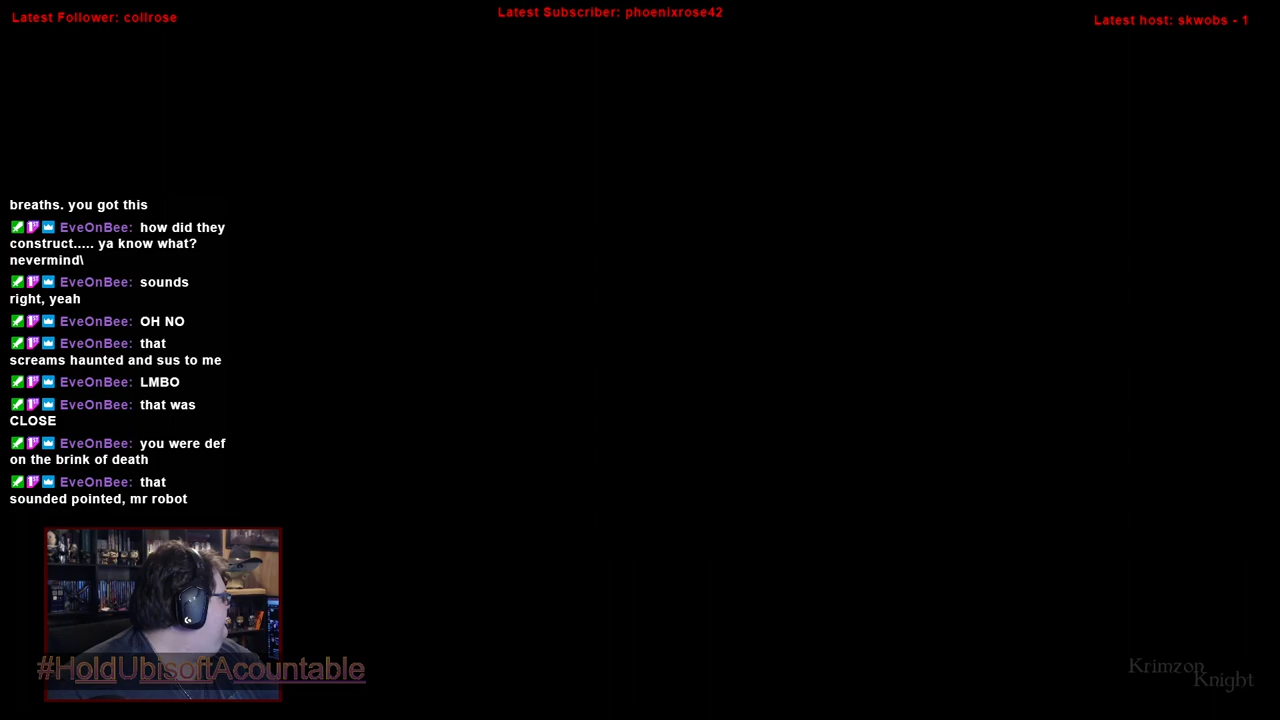 Latest Follower: collrose
Latest Subscriber: phoenixrose42
Latest host: skwobs - 1
breaths. you got this
EveOnBee: how did they
construct..... ya know what?
nevermind\
EveOnBee: sounds
right, yeah
EveOnBee: OH NO
EveOnBee: that
screams haunted and sus to me
EveOnBee: LMBO
EveOnBee: that was
CLOSE
EveOnBee: you were def
on the brink of death
EveOnBee: that
sounded pointed, mr robot
#HoldUbisoftAcountable
Krimzon
Knight